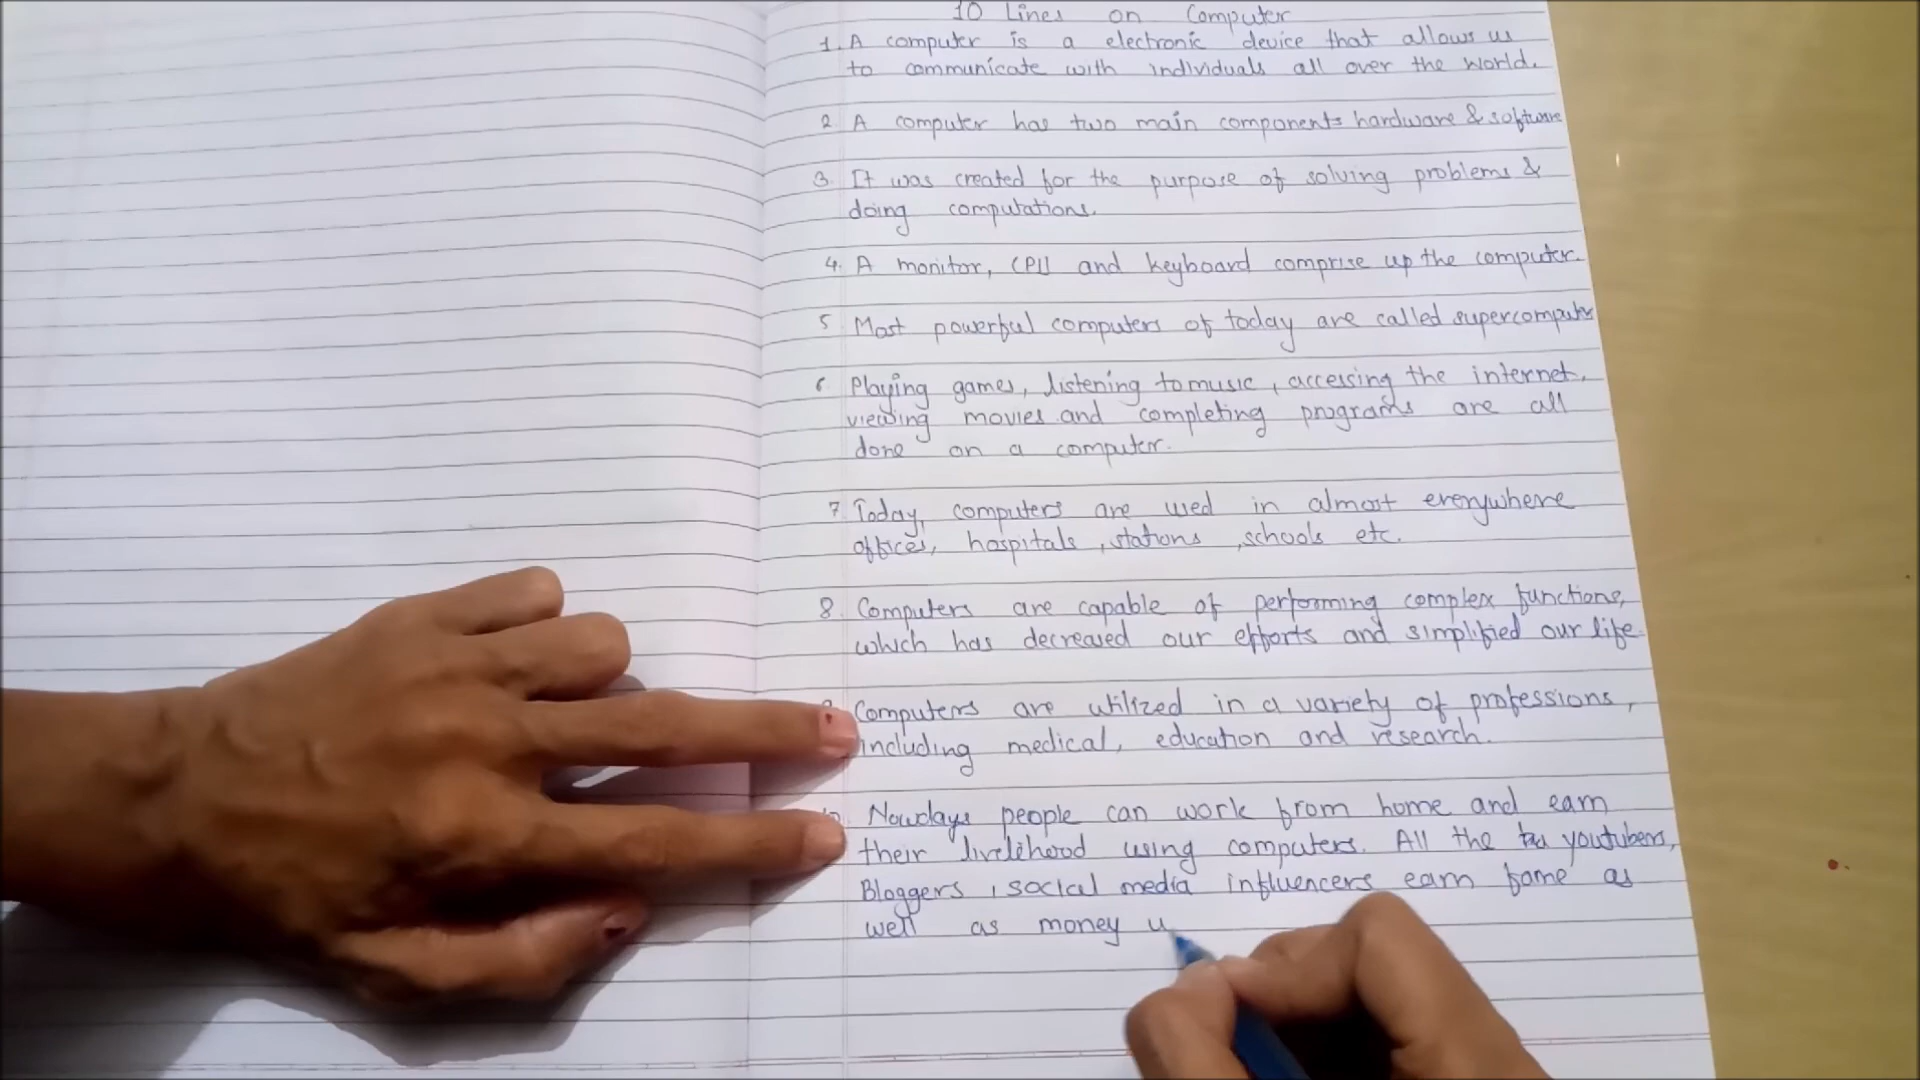 10 Lines on Computer
1. A computer is a electronic device that allows us
to communicate with individuals all over the world.
2 A computer has two main components hardware & software
3. It was created for the purpose of solving problems &
doing computations.
4. A monitor, CPU and keyboard comprise up the computer.
5 Most powerful computers of today are called supercomputers
6. Playing games, listening to music, accessing the internet,
viewing movies and completing programs are all
done on a computer.
7. Today, computers are used in almost everywhere
offices, hospitals, stations, schools etc.
8. Computers are capable of performing complex functions,
which has decreased our efforts and simplified our life.
Computers are utilized in a variety of professions,
including medical, education and research.
Nowdays people can work from home and earn
their livelihood using computers. All the youtubers,
Bloggers, social media influencers earn fame as
well as money u